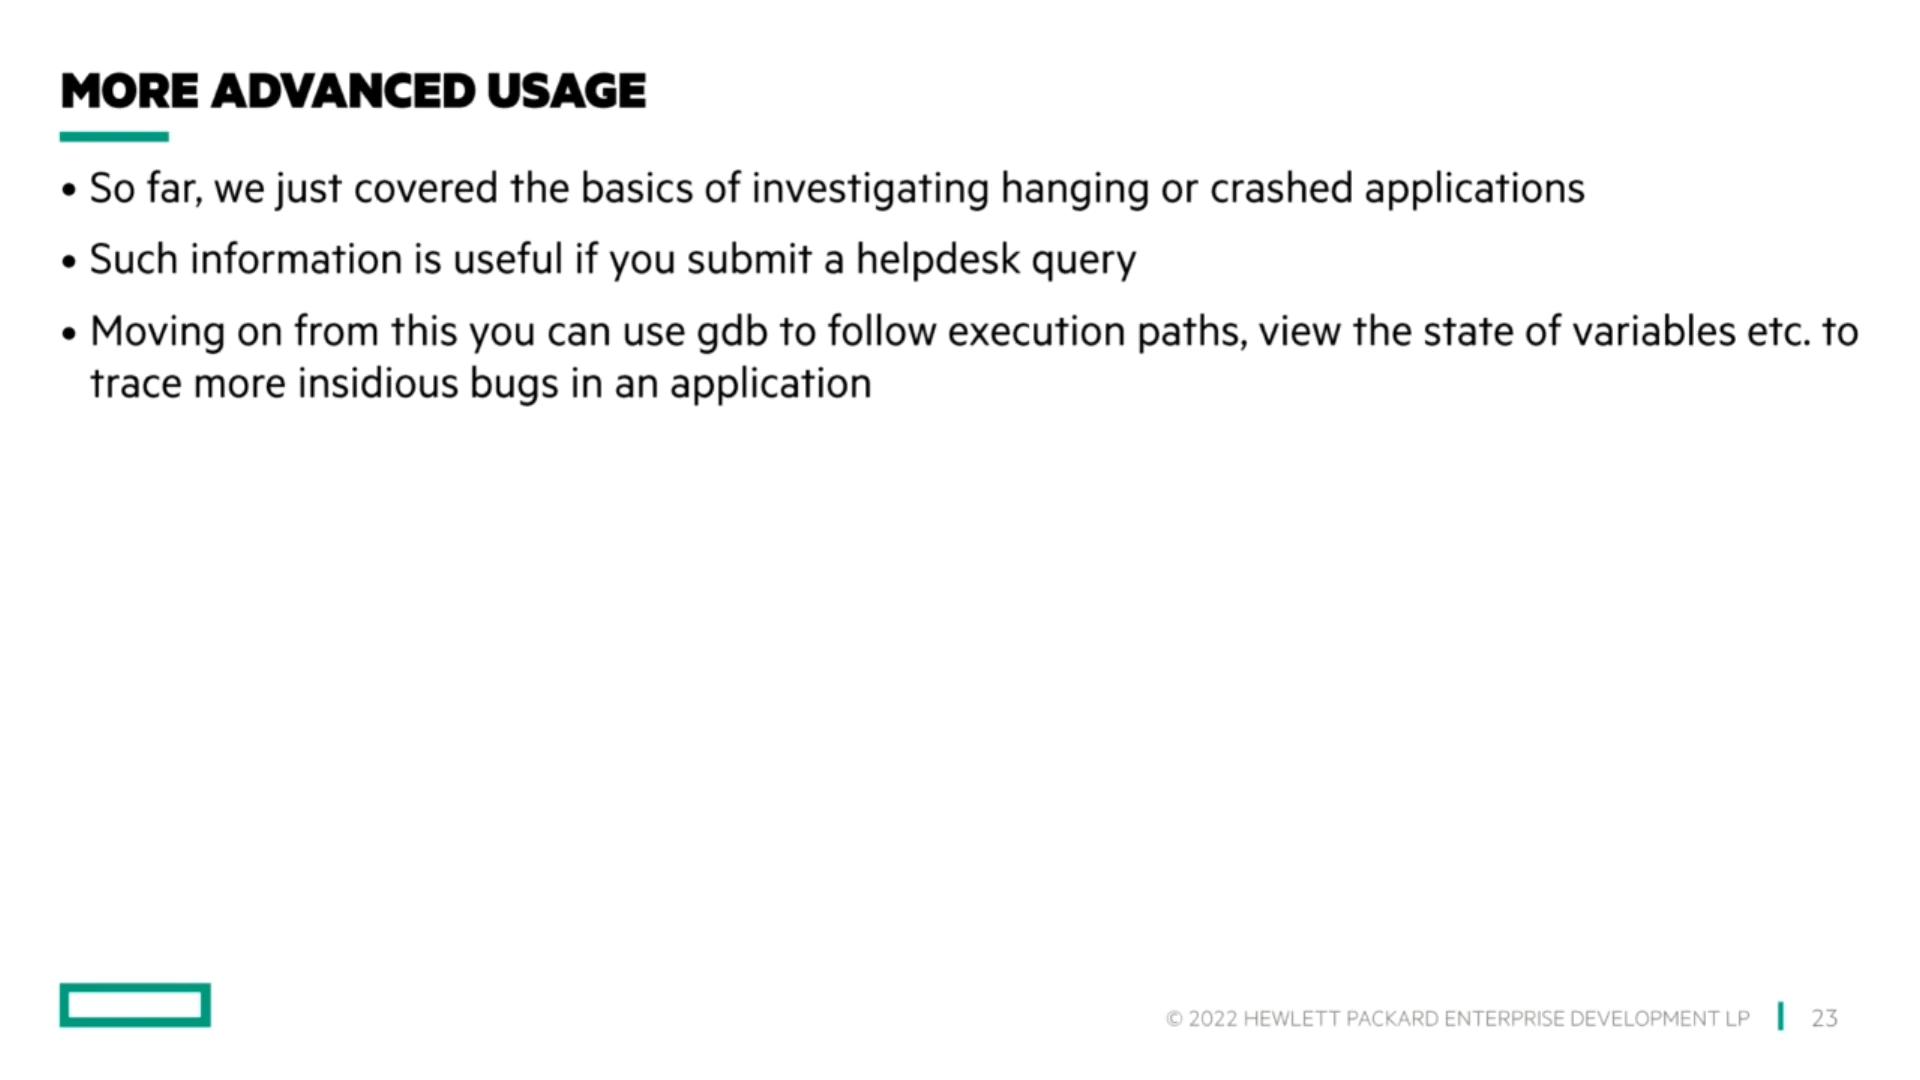 MORE ADVANCED USAGE
• So far, we just covered the basics of investigating hanging or crashed applications
• Such information is useful if you submit a helpdesk query
• Moving on from this you can use gdb to follow execution paths, view the state of variables etc. to
trace more insidious bugs in an application
© 2022 HEWLETT PACKARD ENTERPRISE DEVELOPMENT LP 23